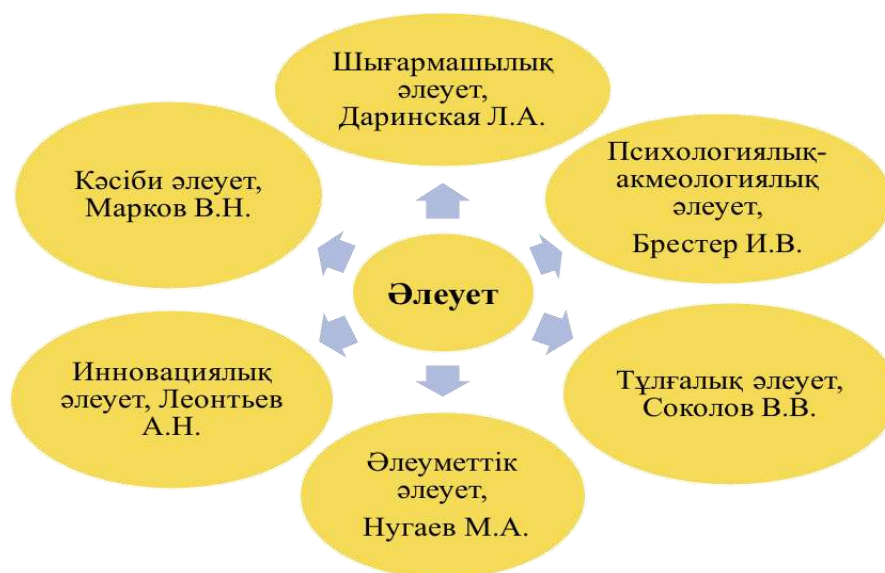 Шығармашылық
әлеует,
Даринская Л.А.
Психологиялық-
акмеологиялық
әлеует,
Брестер И.В.
Тұлғалық әлеует,
Соколов В.В.
Әлеуметтік
әлеует,
Нугаев М.А.
Инновациялық
әлеует, Леонтьев
А.Н.
Кәсіби әлеует,
Марков В.Н.
Әлеует